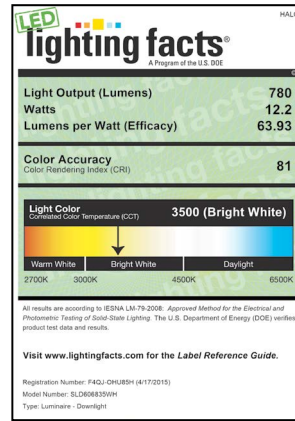 HALO
LED
lighting facts®
A Program of the U.S. DOE
Light Output (Lumens) 780
Watts 12.2
Lumens per Watt (Efficacy) 63.93
Color Accuracy
Color Rendering Index (CRI) 81
Light Color
Correlated Color Temperature (CCT) 3500 (Bright White)
Warm White Bright White Daylight
2700K 3000K 4500K 6500K
All results are according to IESNA LM-79-2008: Approved Method for the Electrical and
Photometric Testing of Solid-State Lighting. The U.S. Department of Energy (DOE) verifies
product test data and results.
Visit www.lightingfacts.com for the Label Reference Guide.
Registration Number: F4QJ-OHU85H (4/17/2015)
Model Number: SLD606835WH
Type: Luminaire - Downlight